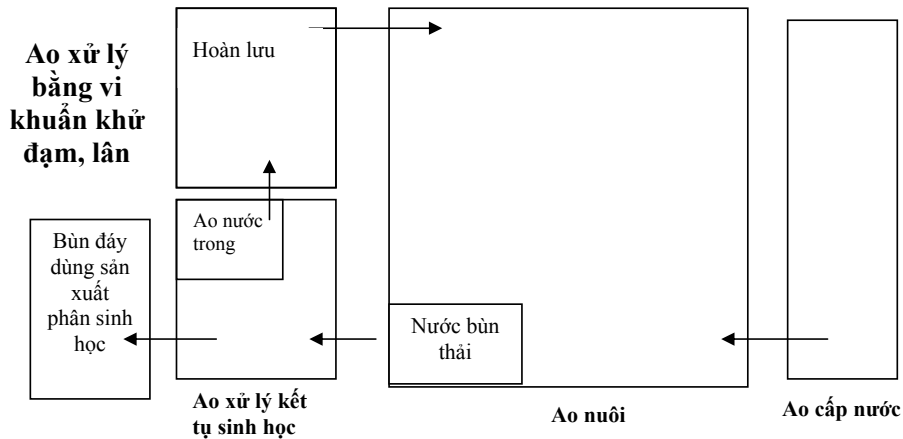 Ao xử lý
bằng vi
khuẩn khử
đạm, lân
Hoàn lưu
Ao nước
trong
Bùn đáy
dùng sản
xuất
phân sinh
học
Nước bùn
thải
Ao xử lý kết
tụ sinh học
Ao nuôi
Ao cấp nước